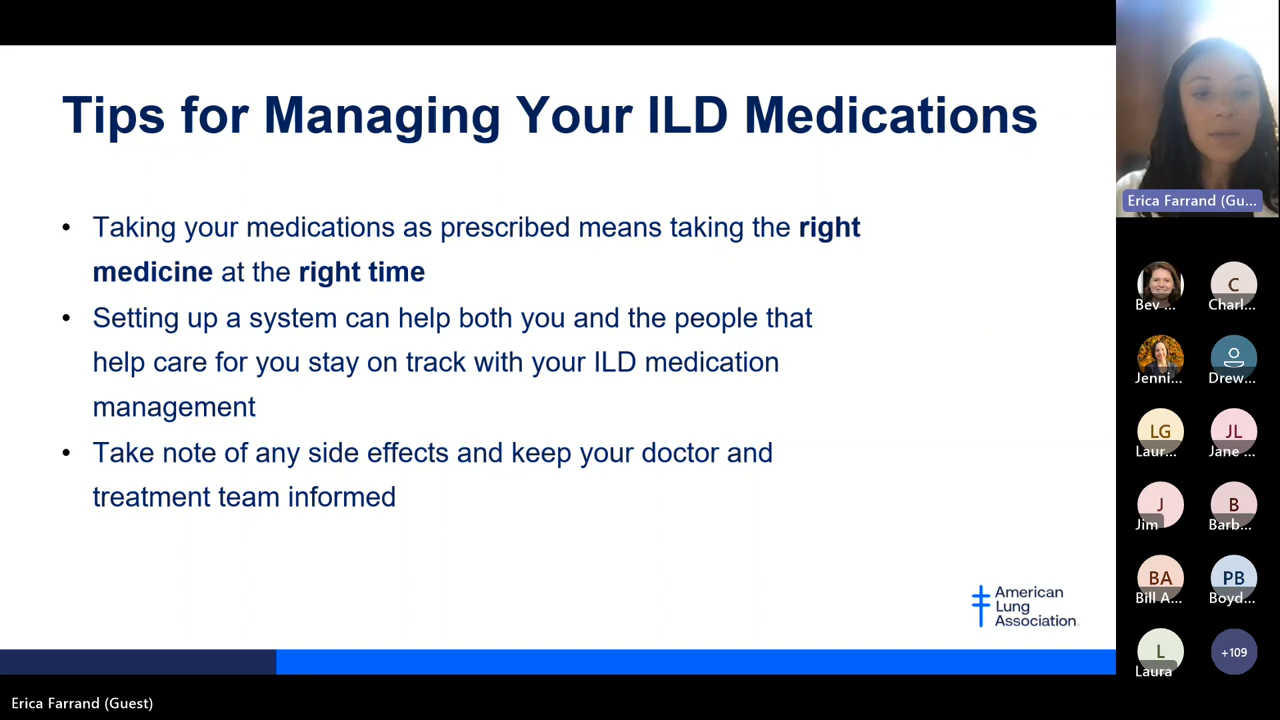 Tips for Managing Your ILD Medications
• Taking your medications as prescribed means taking the right
medicine at the right time
• Setting up a system can help both you and the people that
help care for you stay on track with your ILD medication
management
• Take note of any side effects and keep your doctor and
treatment team informed
American
Lung
Association.
Erica Farrand (Gu...
Bev ...
C
Charl...
Jenni...
Drew...
LG
Laur...
JL
Jane ...
J
Jim
B
Barb...
BA
Bill A...
PB
Boyd...
L
Laura
+109
Erica Farrand (Guest)